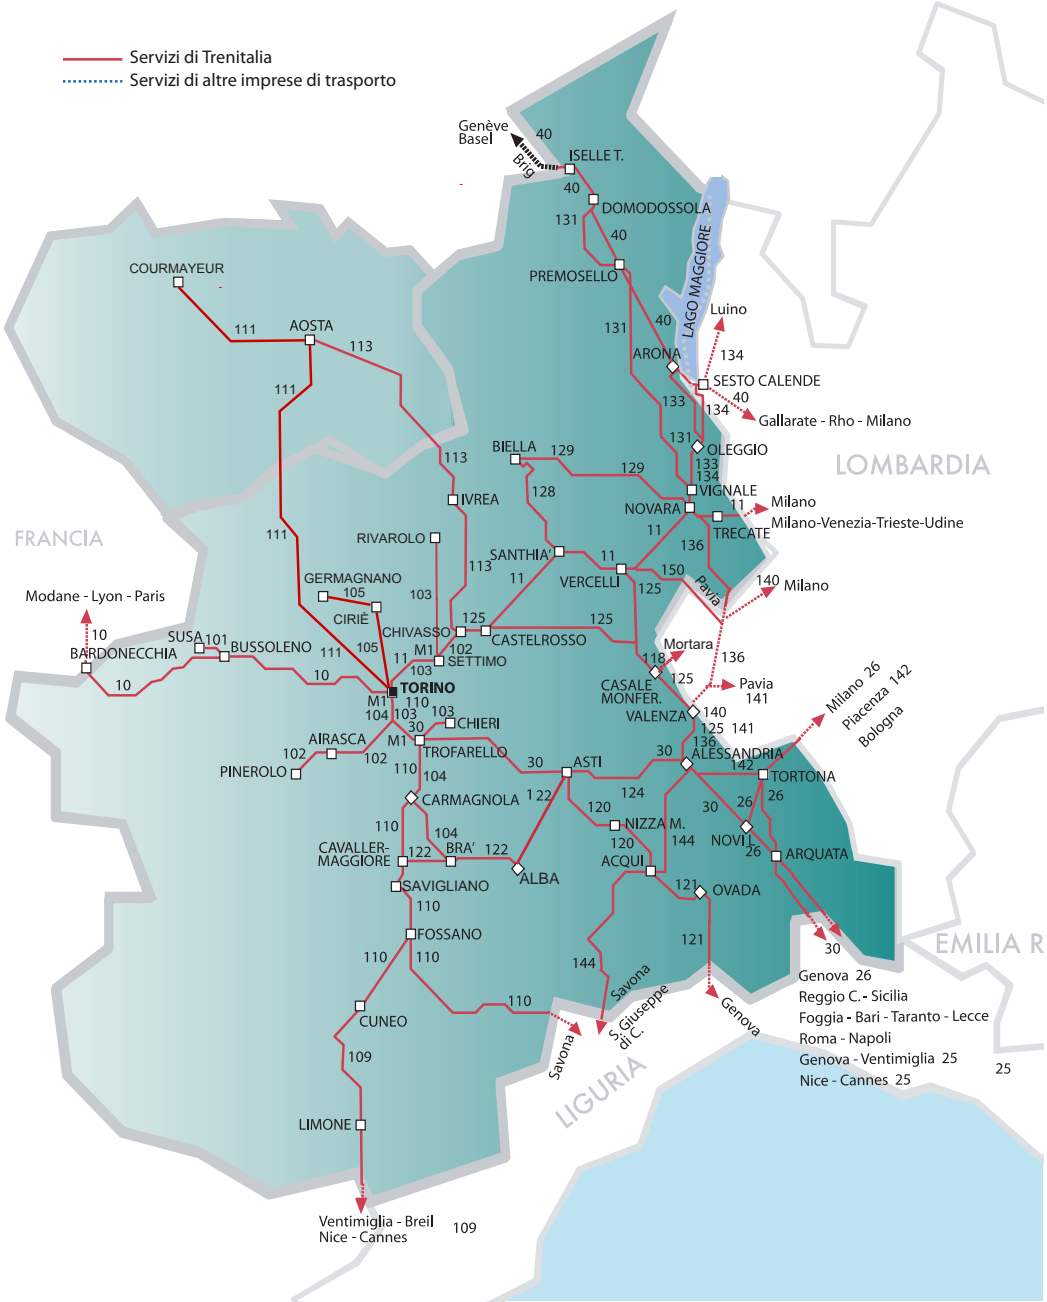 Servizi di Trenitalia
Servizi di altre imprese di trasporto
Genève
Basel
40
Brig
ISELLE T.
40
DOMODOSSOLA
131
40
PREMOSELLO
LAGO MAGGIORE
COURMAYEUR
111
AOSTA
113
111
131
40
Luino
134
ARONA
SESTO CALENDE
40
133
134
Gallarate - Rho - Milano
131
OLEGGIO
133
134
LOMBARDIA
BIELLA
129
129
113
128
IVREA
VIGNALE
NOVARA
11
Milano
TRECATE
Milano-Venezia-Trieste-Udine
FRANCIA
111
RIVAROLO
SANTHIA'
11
11
136
113
11
VERCELLI
150
125
Pavia
140
Milano
GERMAGNANO
105
CIRIÈ
103
Modane - Lyon - Paris
10
SUSA
101
BUSSOLENO
BARDONECCHIA
10
10
111
105
CHIVASSO
125
CASTELROSSO
125
M1
102
SETTIMO
11
103
Mortara
118
136
CASALE
MONFER.
125
Pavia
141
TORINO
M1
110
104
103
VALENZA
140
125
141
136
Milano 26
Piacenza 142
Bologna
103
CHIERI
30
M1
TROFARELLO
AIRASCA
102
102
PINEROLO
110
104
30
ASTI
30
ALESSANDRIA
142
TORTONA
124
122
CARMAGNOLA
110
104
120
NIZZA M.
120
30
26
26
NOVI L.
26
ARQUATA
CAVALLER-
MAGGIORE
122
BRA'
122
ALBA
ACQUI
144
121
OVADA
SAVIGLIANO
110
FOSSANO
110
110
121
144
30
EMILIA R
Savona
S. Giuseppe
di C.
Genova
110
CUNEO
Savona
109
LIGURIA
Genova 26
Reggio C.- Sicilia
Foggia - Bari - Taranto - Lecce
Roma - Napoli
Genova - Ventimiglia 25
25
Nice - Cannes 25
LIMONE
Ventimiglia - Breil
109
Nice - Cannes